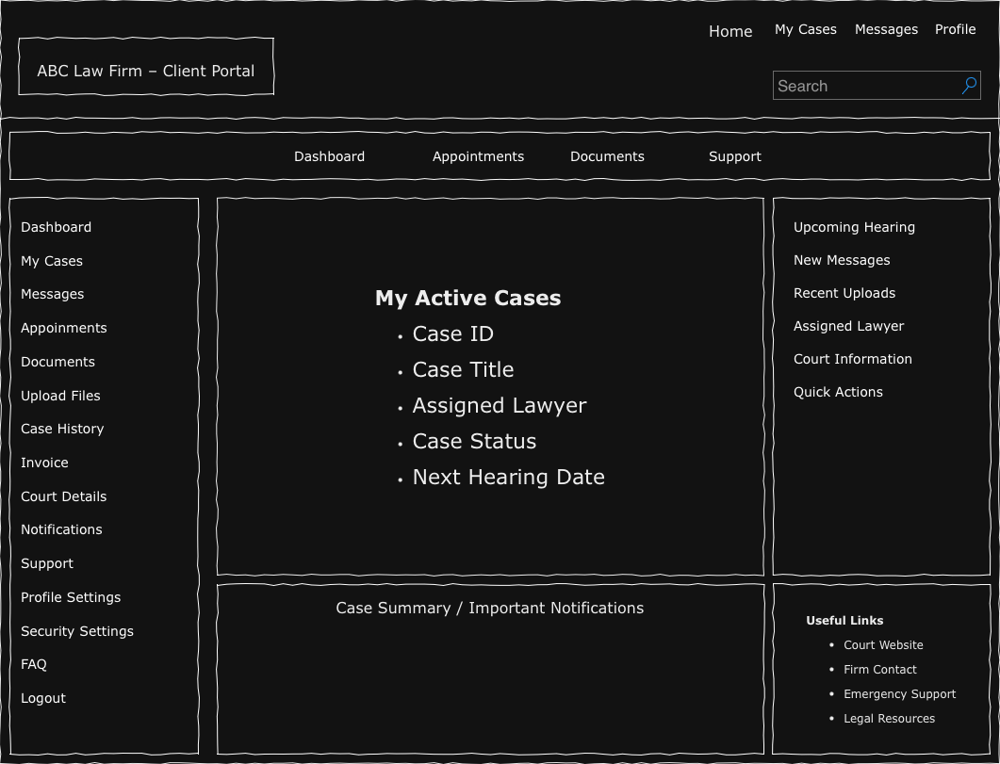 Home
My Cases
Messages
Profile
ABC Law Firm – Client Portal
Search
Dashboard
Appointments
Documents
Support
Dashboard
My Cases
Messages
Appoinments
Documents
Upload Files
Case History
Invoice
Court Details
Notifications
Support
Profile Settings
Security Settings
FAQ
Logout
My Active Cases
• Case ID
• Case Title
• Assigned Lawyer
• Case Status
• Next Hearing Date
Upcoming Hearing
New Messages
Recent Uploads
Assigned Lawyer
Court Information
Quick Actions
Case Summary / Important Notifications
Useful Links
• Court Website
• Firm Contact
• Emergency Support
• Legal Resources